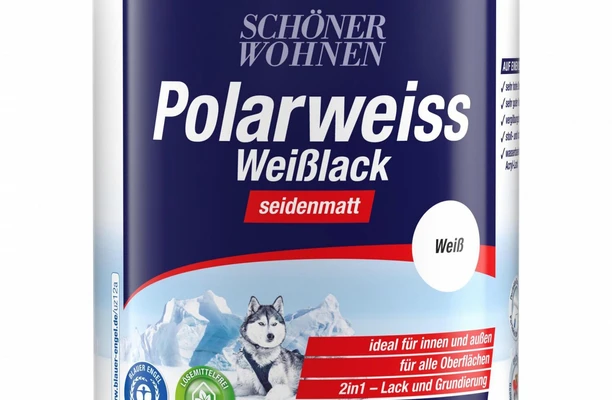 SCHÖNER
WOHNEN
Polarweiss
Weißlack
seidenmatt
Weiß
ideal für innen und außen
für alle Oberflächen
2in1 – Lack und Grundierung
www.blauer-engel.de/uz12a
BLAUER ENGEL
LÖSEMITTELFREI